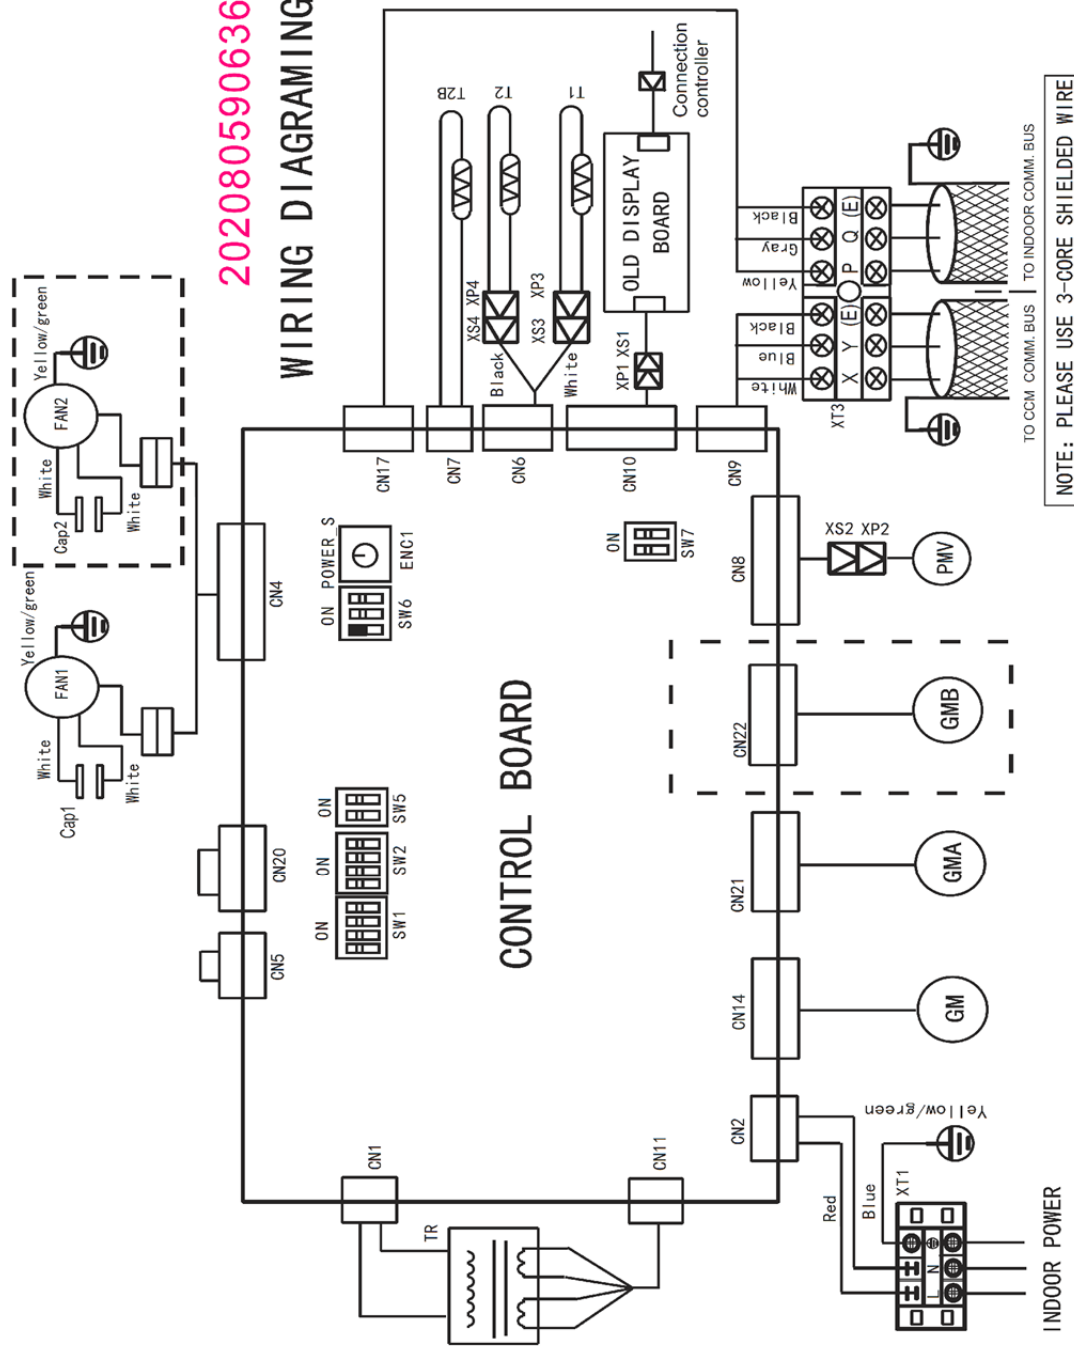 202080590636
WIRING DIAGRAMING
Yellow/green
FAN1
White
Cap1
White
Yellow/green
FAN2
White
Cap2
White
CN5
CN20
CN4
ON
SW1
ON
SW2
ON
SW5
ON
SW6
POWER_S
ENC1
ON
SW7
CONTROL BOARD
CN17
CN7
CN6
CN10
CN9
T2B
T2
T1
XS4 XP4
XS3 XP3
Black
White
XP1 XS1
OLD DISPLAY
BOARD
Connection
controller
CN1
TR
CN11
CN2
CN14
CN21
CN22
CN8
GM
GMA
GMB
XS2 XP2
PMV
Red
Blue
Yellow/green
XT1
L N
INDOOR POWER
White
Blue
Black
Yellow
Gray
Black
X Y (E) P Q (E)
XT3
TO CCM COMM. BUS
TO INDOOR COMM. BUS
NOTE: PLEASE USE 3-CORE SHIELDED WIRE